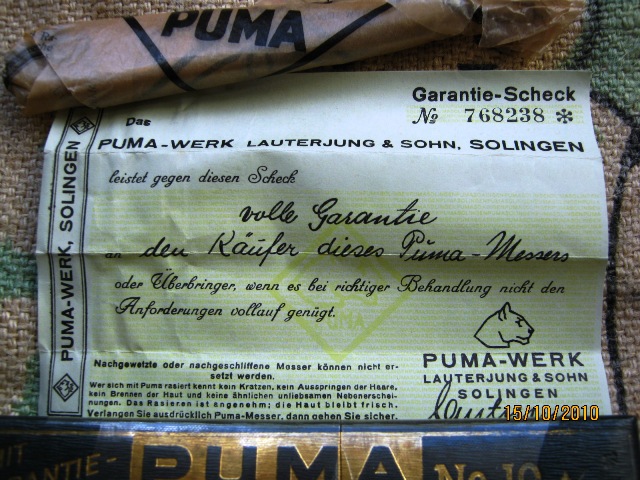 PUMA
Garantie-Scheck
№ 768238 ✻
Das
PUMA-WERK LAUTERJUNG & SOHN, SOLINGEN
leistet gegen diesen Scheck
volle Garantie
an den Käufer dieses Puma-Messers
oder Überbringer, wenn es bei richtiger Behandlung nicht den
Anforderungen vollauf genügt.
PUMA
PUMA-WERK, SOLINGEN
Nachgewetzte oder nachgeschliffene Messer können nicht er-
setzt werden.
Wer sich mit Puma rasiert kennt kein Kratzen, kein Ausspringen der Haare,
kein Brennen der Haut und keine ähnlichen unliebsamen Nebenerschei-
nungen. Das Rasieren ist angenehm; die Haut bleibt frisch.
Verlangen Sie ausdrücklich Puma-Messer, dann gehen Sie sicher.
PUMA-WERK
LAUTERJUNG & SOHN
SOLINGEN
15/10/2010
MIT
GARANTIE-
PUMA
No 10